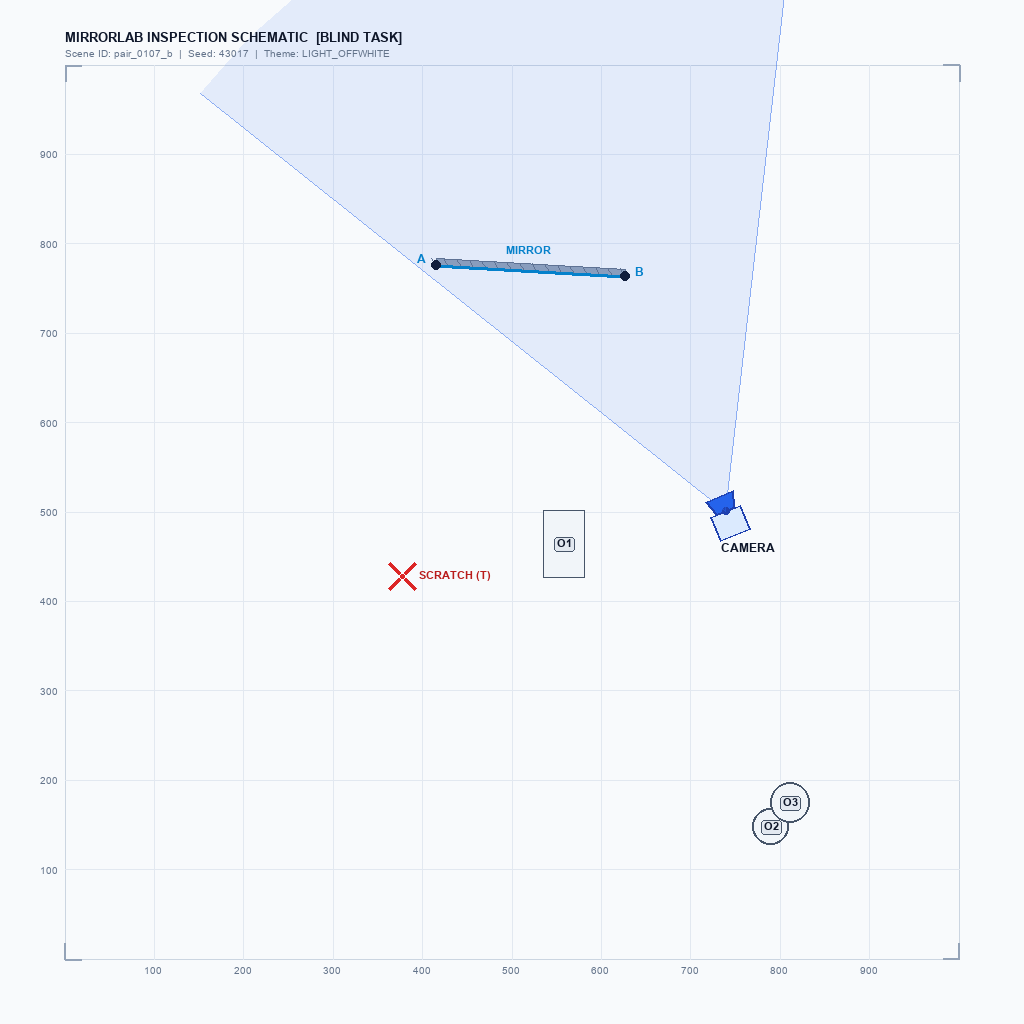 MIRRORLAB INSPECTION SCHEMATIC [BLIND TASK]
Scene ID: pair_0107_b | Seed: 43017 | Theme: LIGHT_OFFWHITE
900
MIRROR
A
B
800
700
600
500
CAMERA
O1
SCRATCH (T)
400
300
200
O3
O2
100
100 200 300 400 500 600 700 800 900